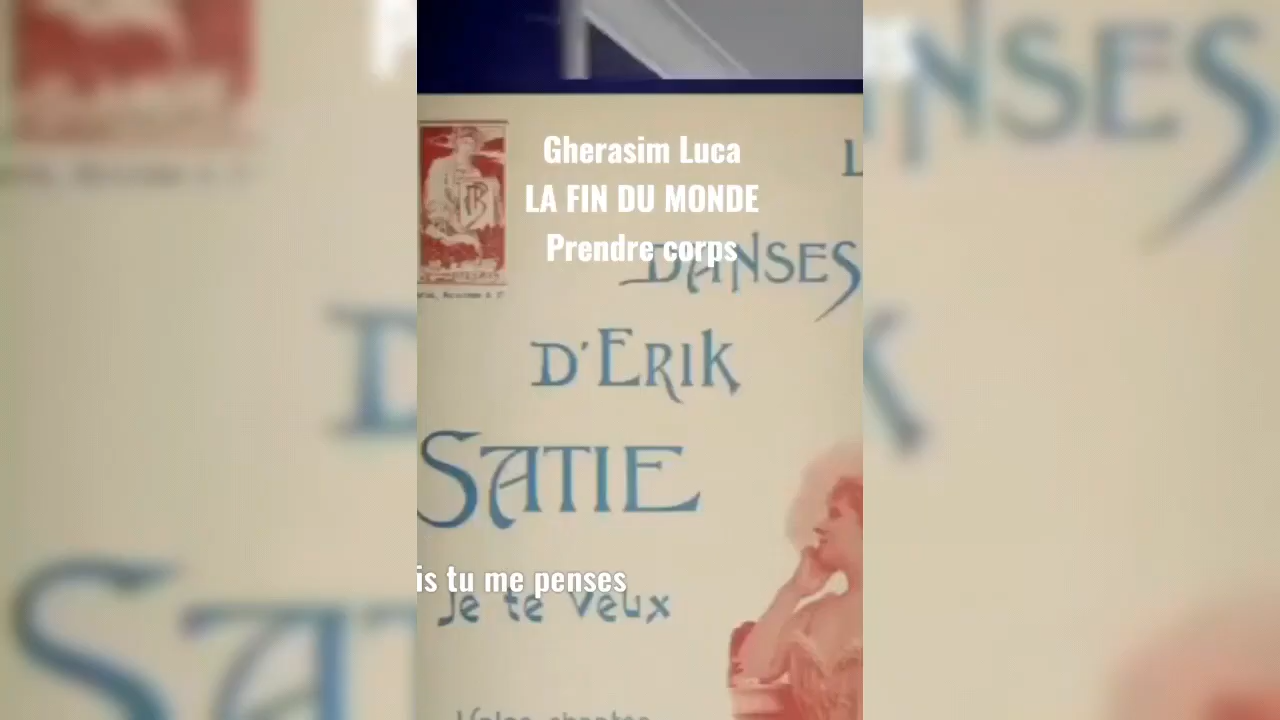 Gherasim Luca
LA FIN DU MONDE
Prendre corps
L
DANSES
D'ERIK
SATIE
is tu me penses
Je te Veux